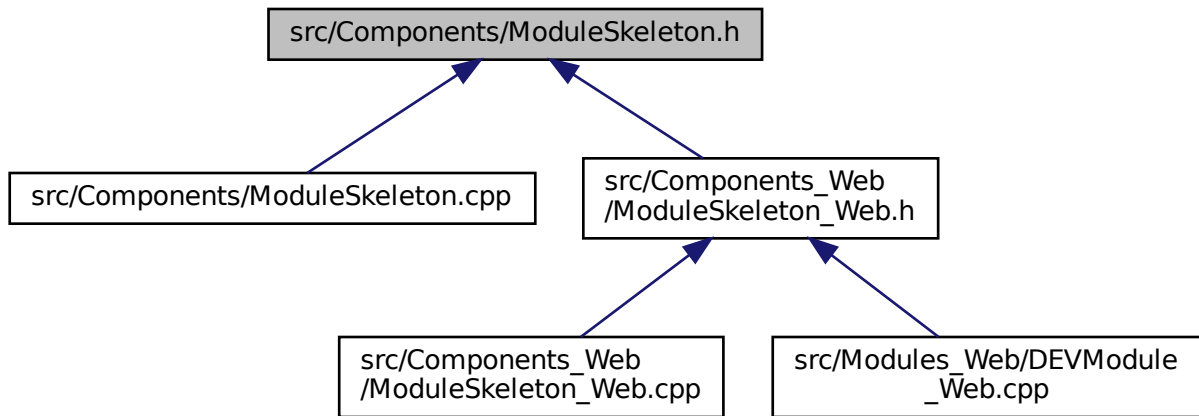 src/Components/ModuleSkeleton.h
src/Components/ModuleSkeleton.cpp
src/Components_Web
/ModuleSkeleton_Web.h
src/Components_Web
/ModuleSkeleton_Web.cpp
src/Modules_Web/DEVModule
_Web.cpp